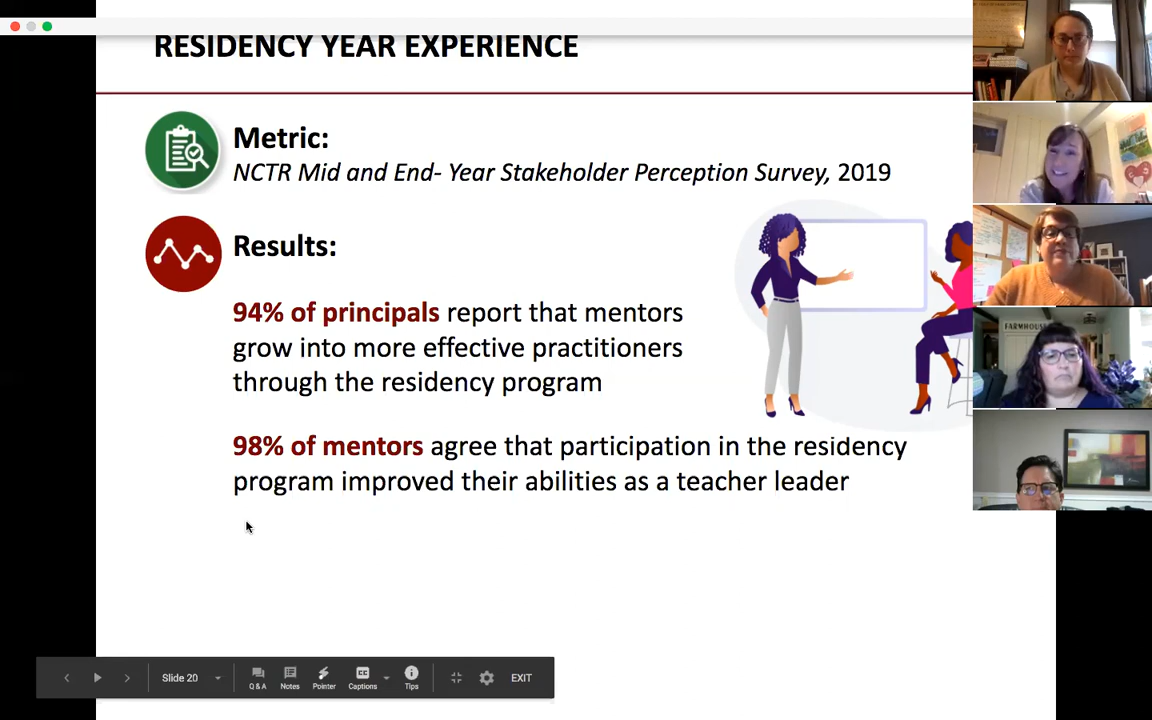 RESIDENCY YEAR EXPERIENCE
Metric:
NCTR Mid and End- Year Stakeholder Perception Survey, 2019
Results:
94% of principals report that mentors
grow into more effective practitioners
through the residency program
98% of mentors agree that participation in the residency
program improved their abilities as a teacher leader
FARMHOUSE
Slide 20
Q & A
Notes
Pointer
CC
Captions
Tips
EXIT